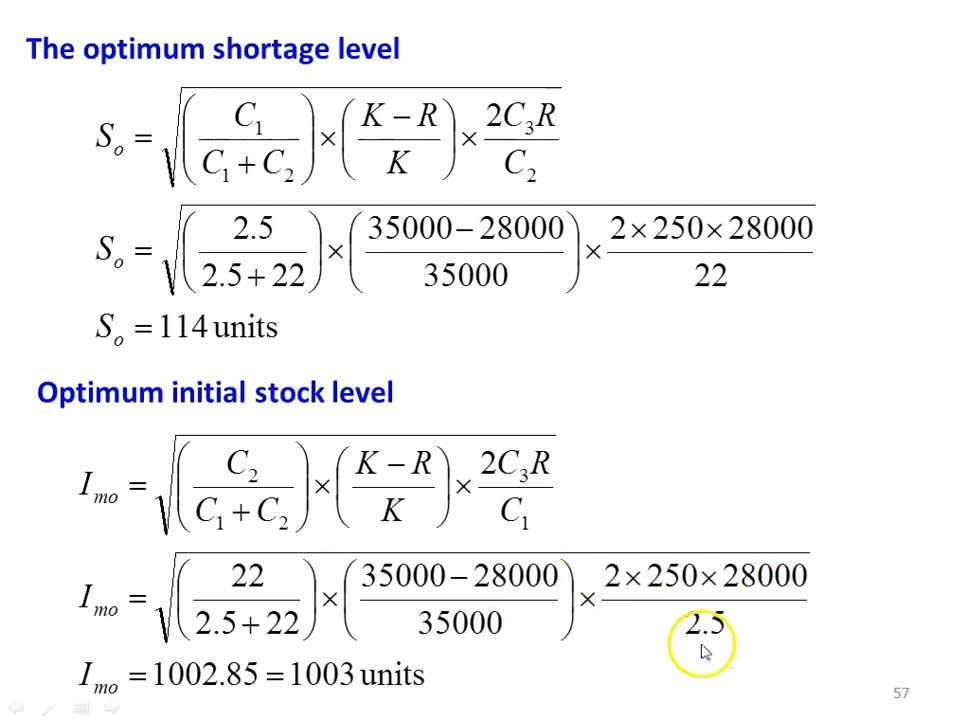 The optimum shortage level
S_o = √((C_1 / (C_1 + C_2)) × ((K − R) / K) × (2C_3R / C_2))
S_o = √((2.5 / (2.5 + 22)) × ((35000 − 28000) / 35000) × (2 × 250 × 28000 / 22))
S_o = 114 units
Optimum initial stock level
I_mo = √((C_2 / (C_1 + C_2)) × ((K − R) / K) × (2C_3R / C_1))
I_mo = √((22 / (2.5 + 22)) × ((35000 − 28000) / 35000) × (2 × 250 × 28000 / 2.5))
I_mo = 1002.85 = 1003 units
57